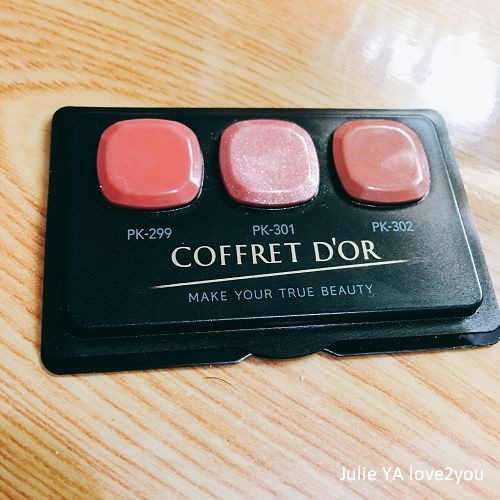 PK-299 PK-301 PK-302
COFFRET D'OR
MAKE YOUR TRUE BEAUTY
Julie YA love2you